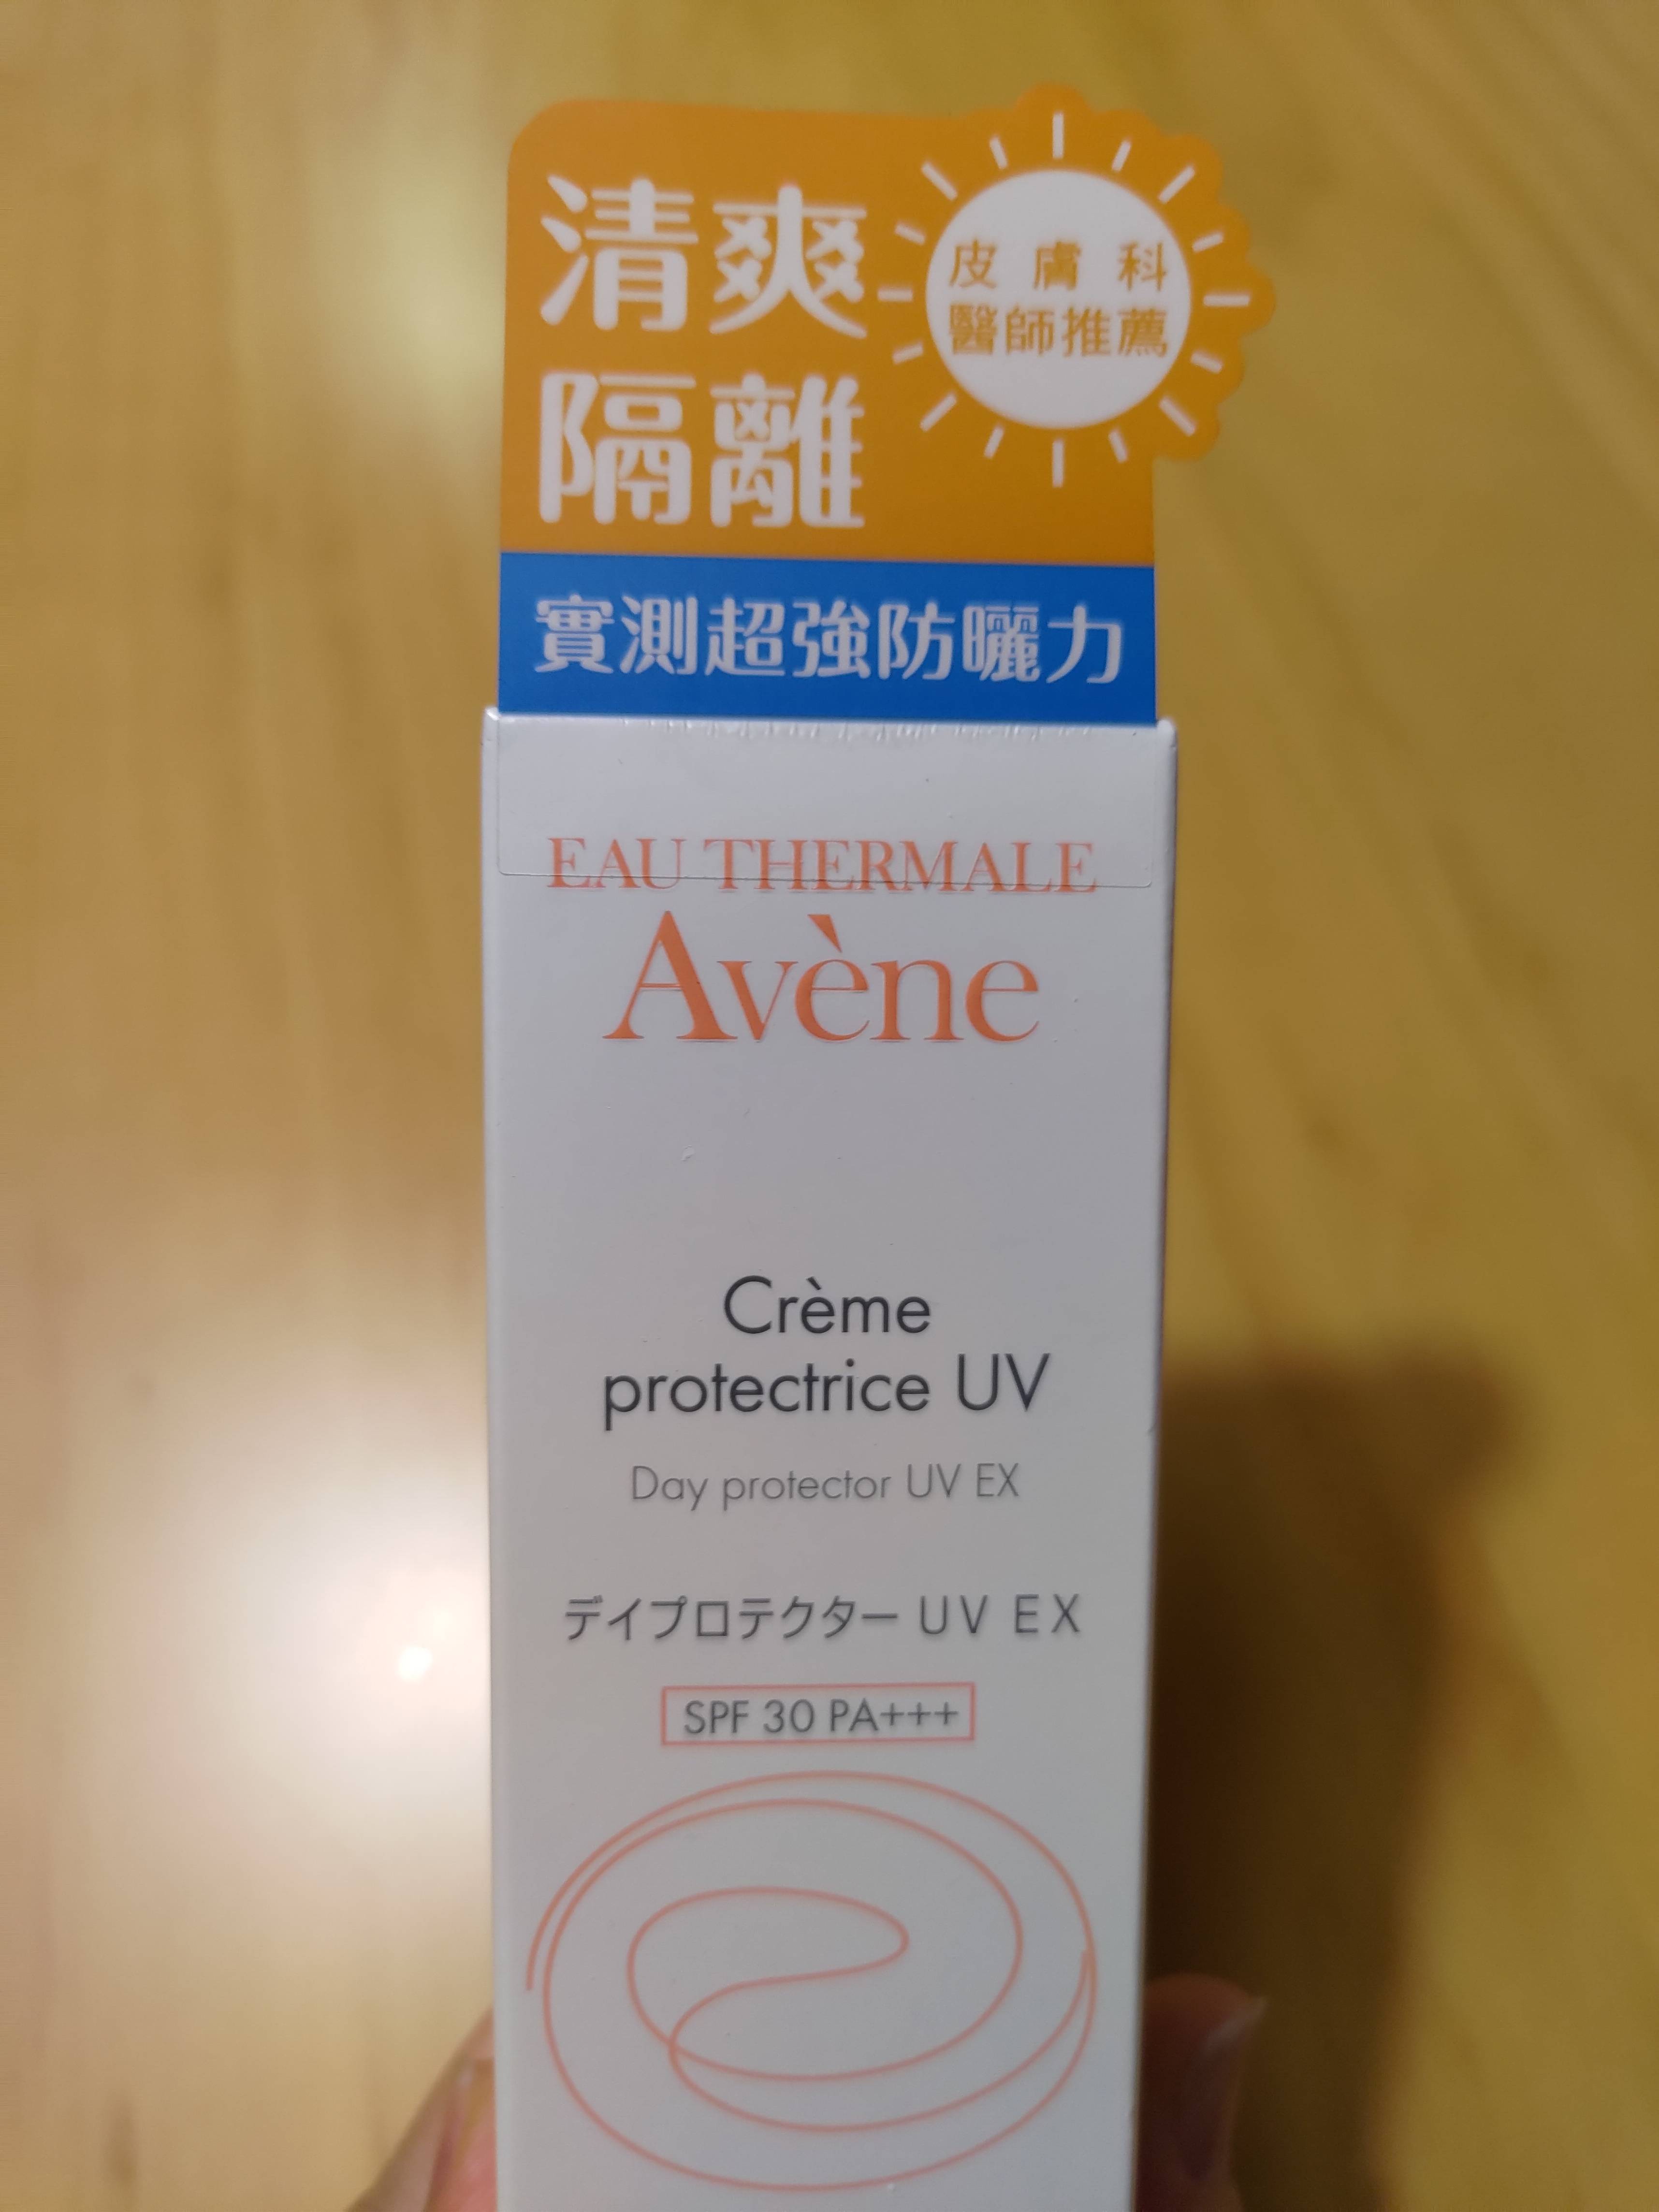 清爽
隔離
皮膚科
醫師推薦
實測超強防曬力
EAU THERMALE
Avène
Crème
protectrice UV
Day protector UV EX
デイプロテクターUV EX
SPF 30 PA+++